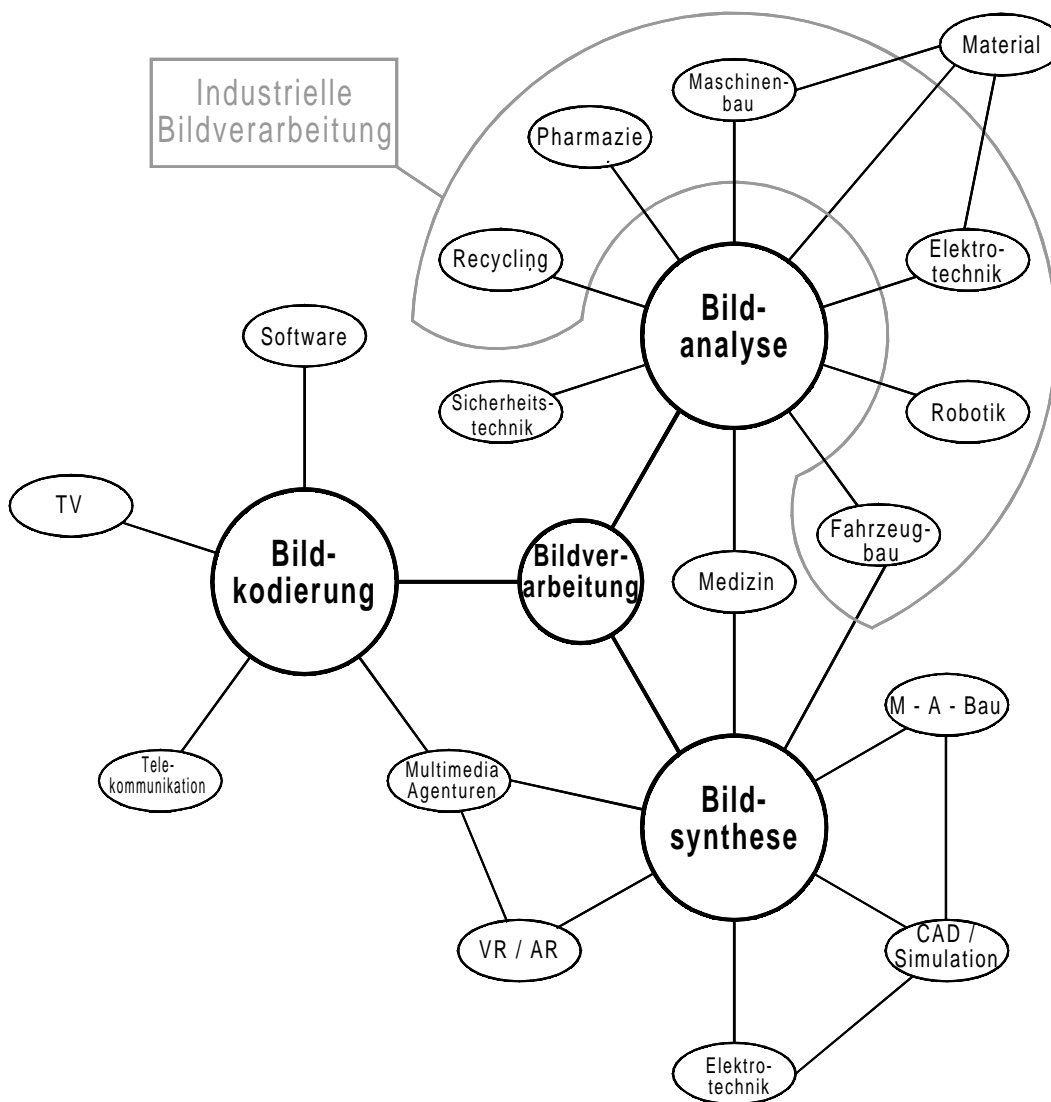 Industrielle
Bildverarbeitung
Material
Maschinen-
bau
Pharmazie
Recycling
Elektro-
technik
Bild-
analyse
Software
Sicherheits-
technik
Robotik
TV
Bild-
kodierung
Bildver-
arbeitung
Medizin
Fahrzeug-
bau
M - A - Bau
Tele-
kommunikation
Multimedia
Agenturen
Bild-
synthese
VR / AR
CAD /
Simulation
Elektro-
technik